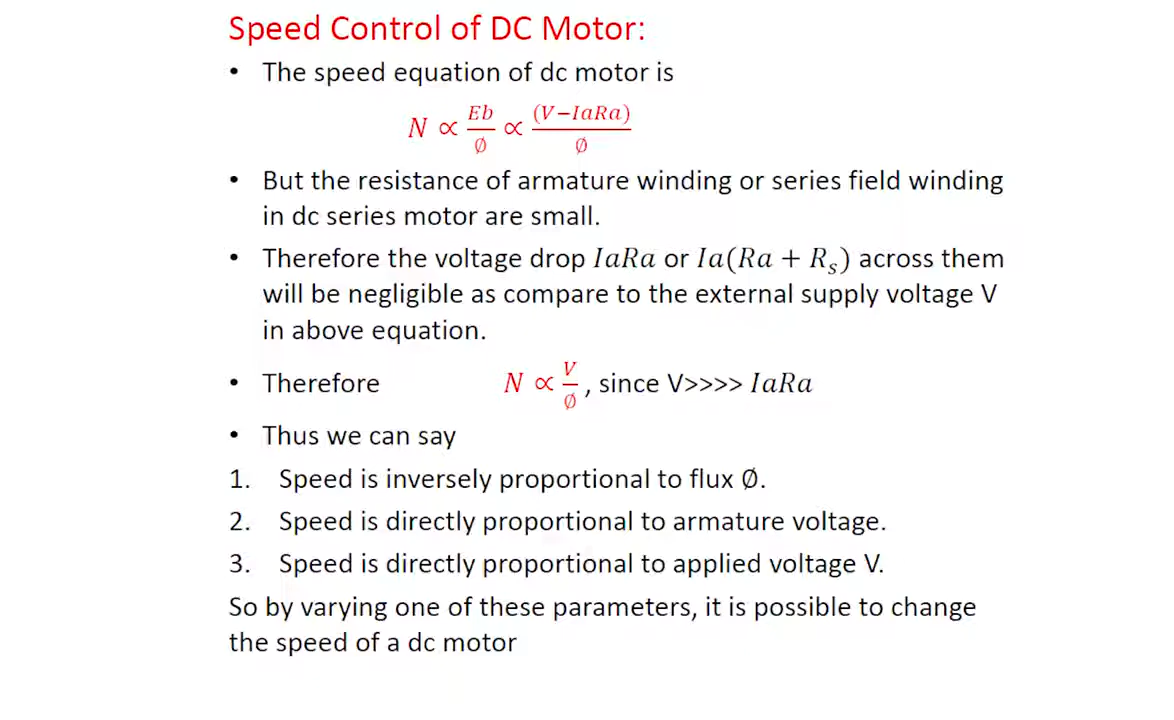 Speed Control of DC Motor:
• The speed equation of dc motor is
N ∝ Eb/Ø ∝ (V−IaRa)/Ø
• But the resistance of armature winding or series field winding
in dc series motor are small.
• Therefore the voltage drop IaRa or Ia(Ra + Rₛ) across them
will be negligible as compare to the external supply voltage V
in above equation.
• Therefore N ∝ V/Ø, since V>>>> IaRa
• Thus we can say
1. Speed is inversely proportional to flux Ø.
2. Speed is directly proportional to armature voltage.
3. Speed is directly proportional to applied voltage V.
So by varying one of these parameters, it is possible to change
the speed of a dc motor